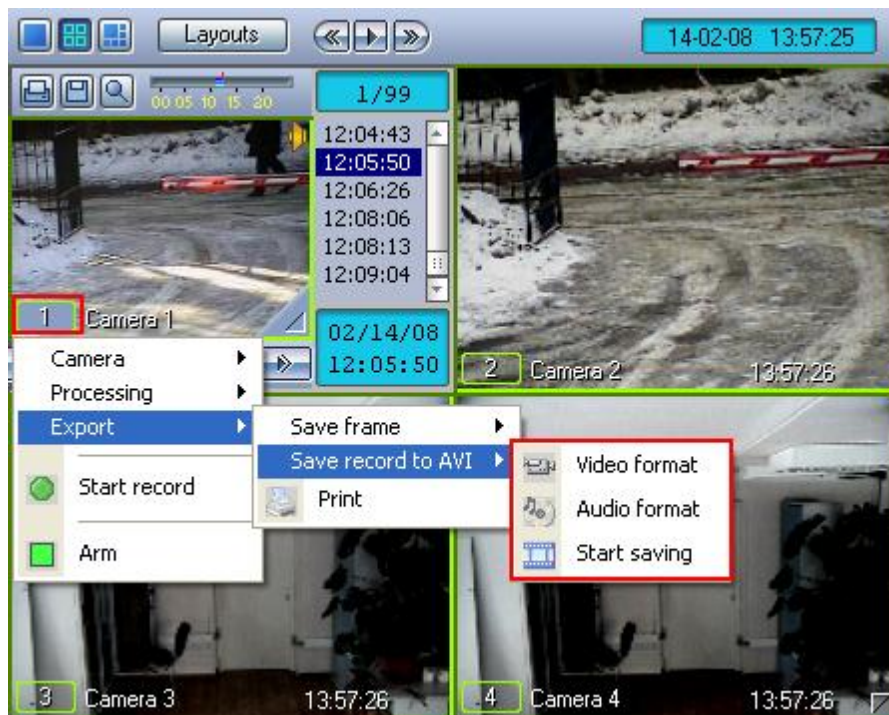 Layouts
14-02-08 13:57:25
00 05 10 15 20
1/99
12:04:43
12:05:50
12:06:26
12:08:06
12:08:13
12:09:04
1 Camera 1
02/14/08
12:05:50
2 Camera 2 13:57:26
Camera
Processing
Export
Start record
Arm
Save frame
Save record to AVI
Print
Video format
Audio format
Start saving
3 Camera 3 13:57:26
4 Camera 4 13:57:26